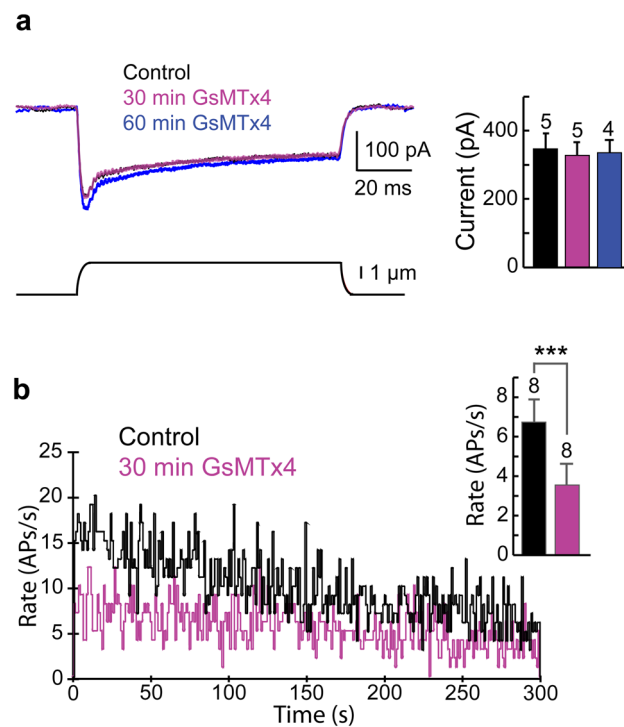 a
Control
30 min GsMTx4
60 min GsMTx4
100 pA
20 ms
1 µm
Current (pA)
400
200
0
5 5 4
b
Control
30 min GsMTx4
Rate (APs/s)
25
20
15
10
5
0
0 50 100 150 200 250 300
Time (s)
***
Rate (APs/s)
8
6
4
2
0
8
8